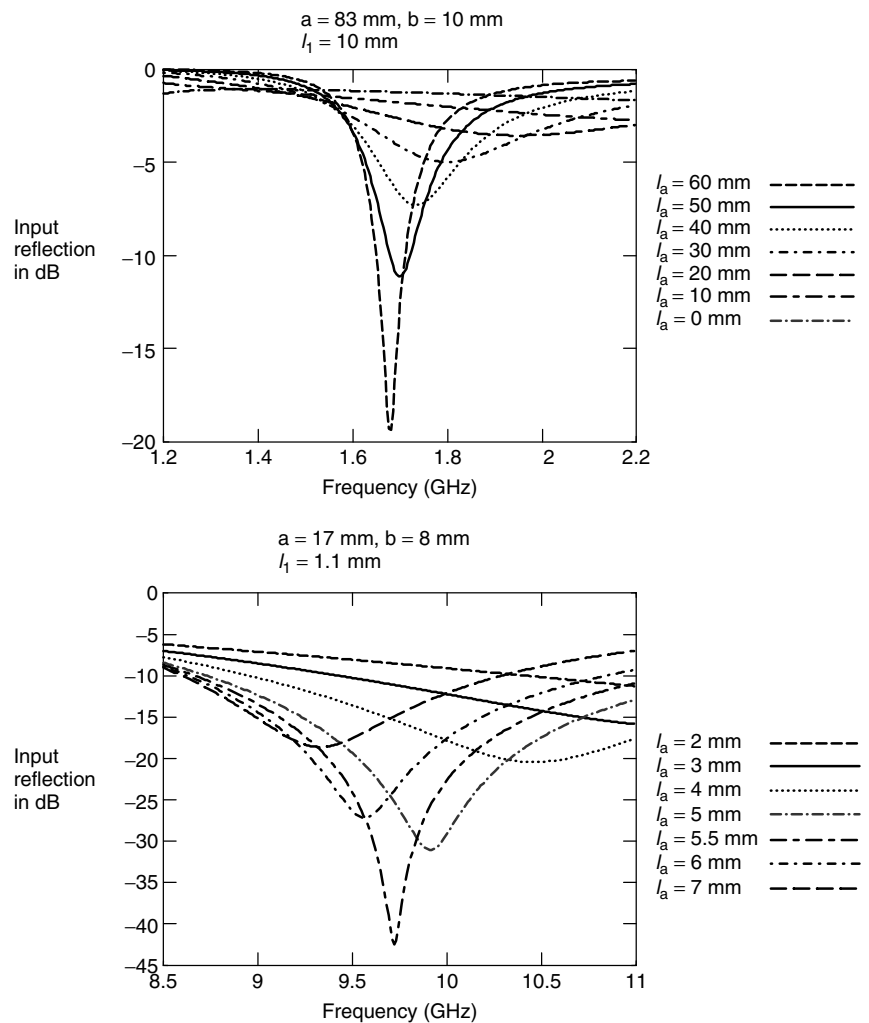 a = 83 mm, b = 10 mm
l1 = 10 mm
0
−5
−10
−15
−20
1.2
1.4
1.6
1.8
2
2.2
Frequency (GHz)
Input
reflection
in dB
la = 60 mm
la = 50 mm
la = 40 mm
la = 30 mm
la = 20 mm
la = 10 mm
la = 0 mm
a = 17 mm, b = 8 mm
l1 = 1.1 mm
0
−5
−10
−15
−20
−25
−30
−35
−40
−45
8.5
9
9.5
10
10.5
11
Frequency (GHz)
Input
reflection
in dB
la = 2 mm
la = 3 mm
la = 4 mm
la = 5 mm
la = 5.5 mm
la = 6 mm
la = 7 mm